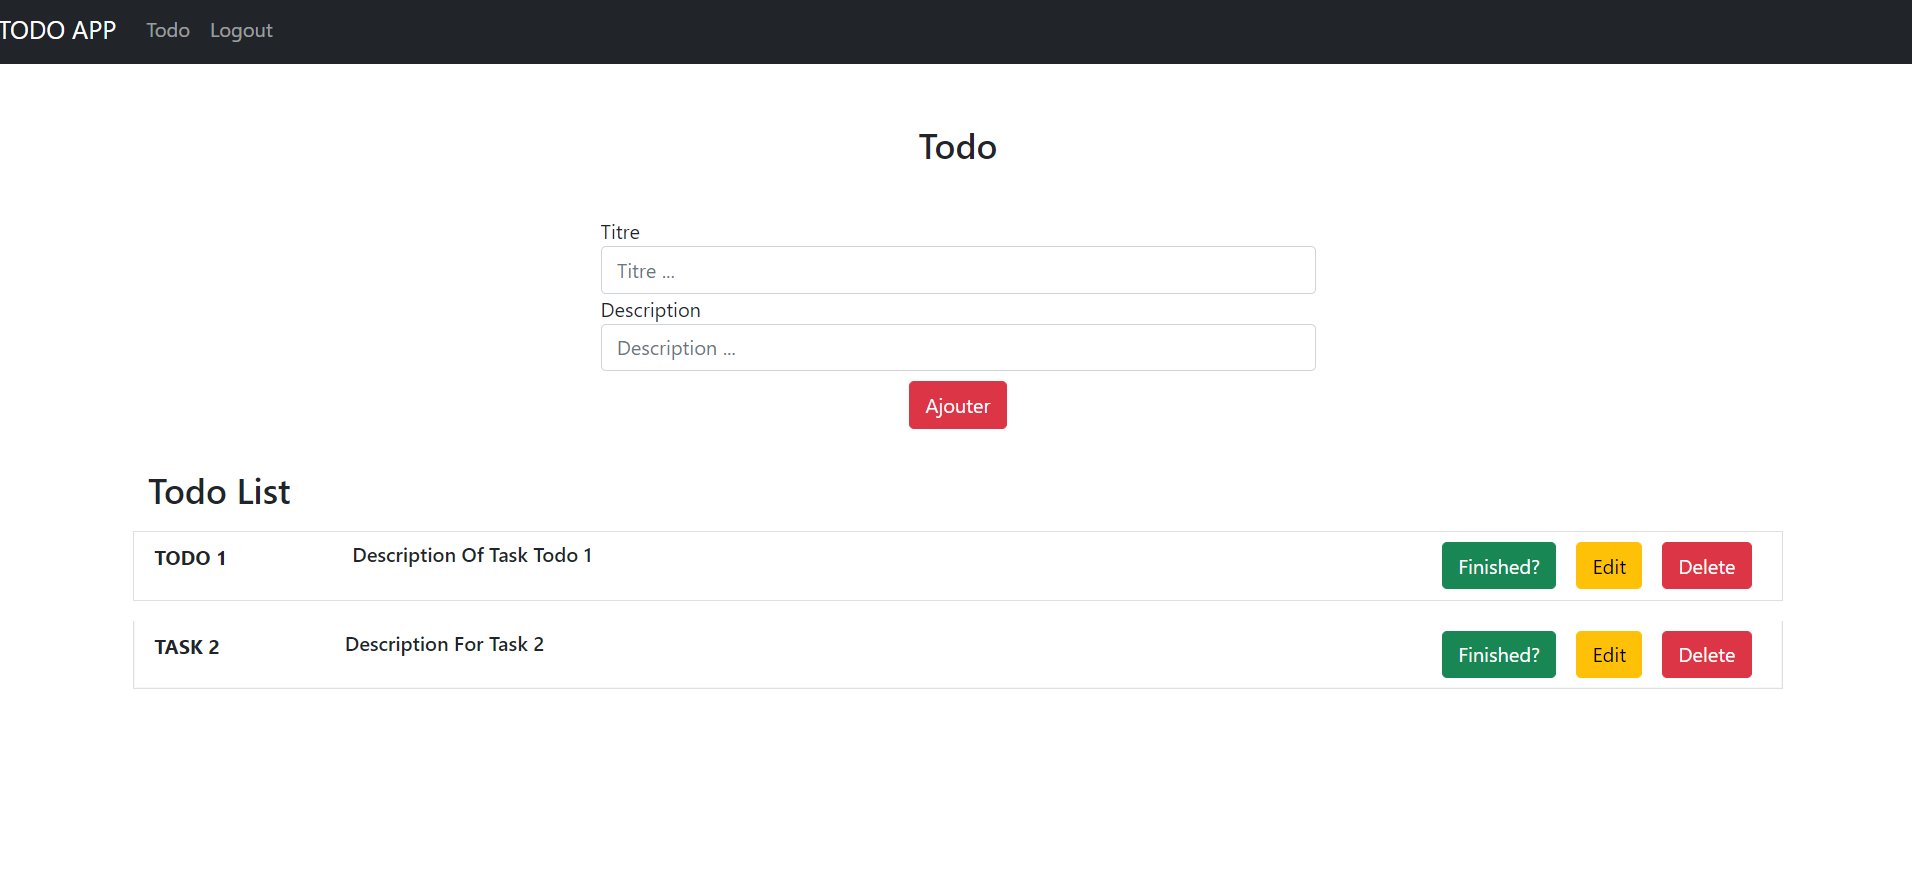 TODO APP Todo Logout
Todo
Titre
Titre ...
Description
Description ...
Ajouter
Todo List
TODO 1 Description Of Task Todo 1 Finished? Edit Delete
TASK 2 Description For Task 2 Finished? Edit Delete